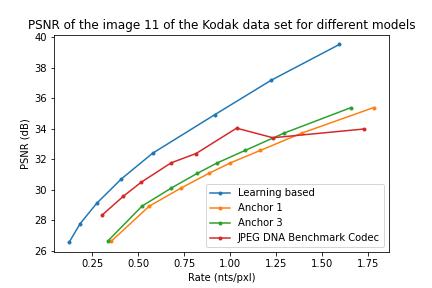 PSNR of the image 11 of the Kodak data set for different models
PSNR (dB)
40
38
36
34
32
30
28
26
0.25 0.50 0.75 1.00 1.25 1.50 1.75
Rate (nts/pxl)
Learning based
Anchor 1
Anchor 3
JPEG DNA Benchmark Codec